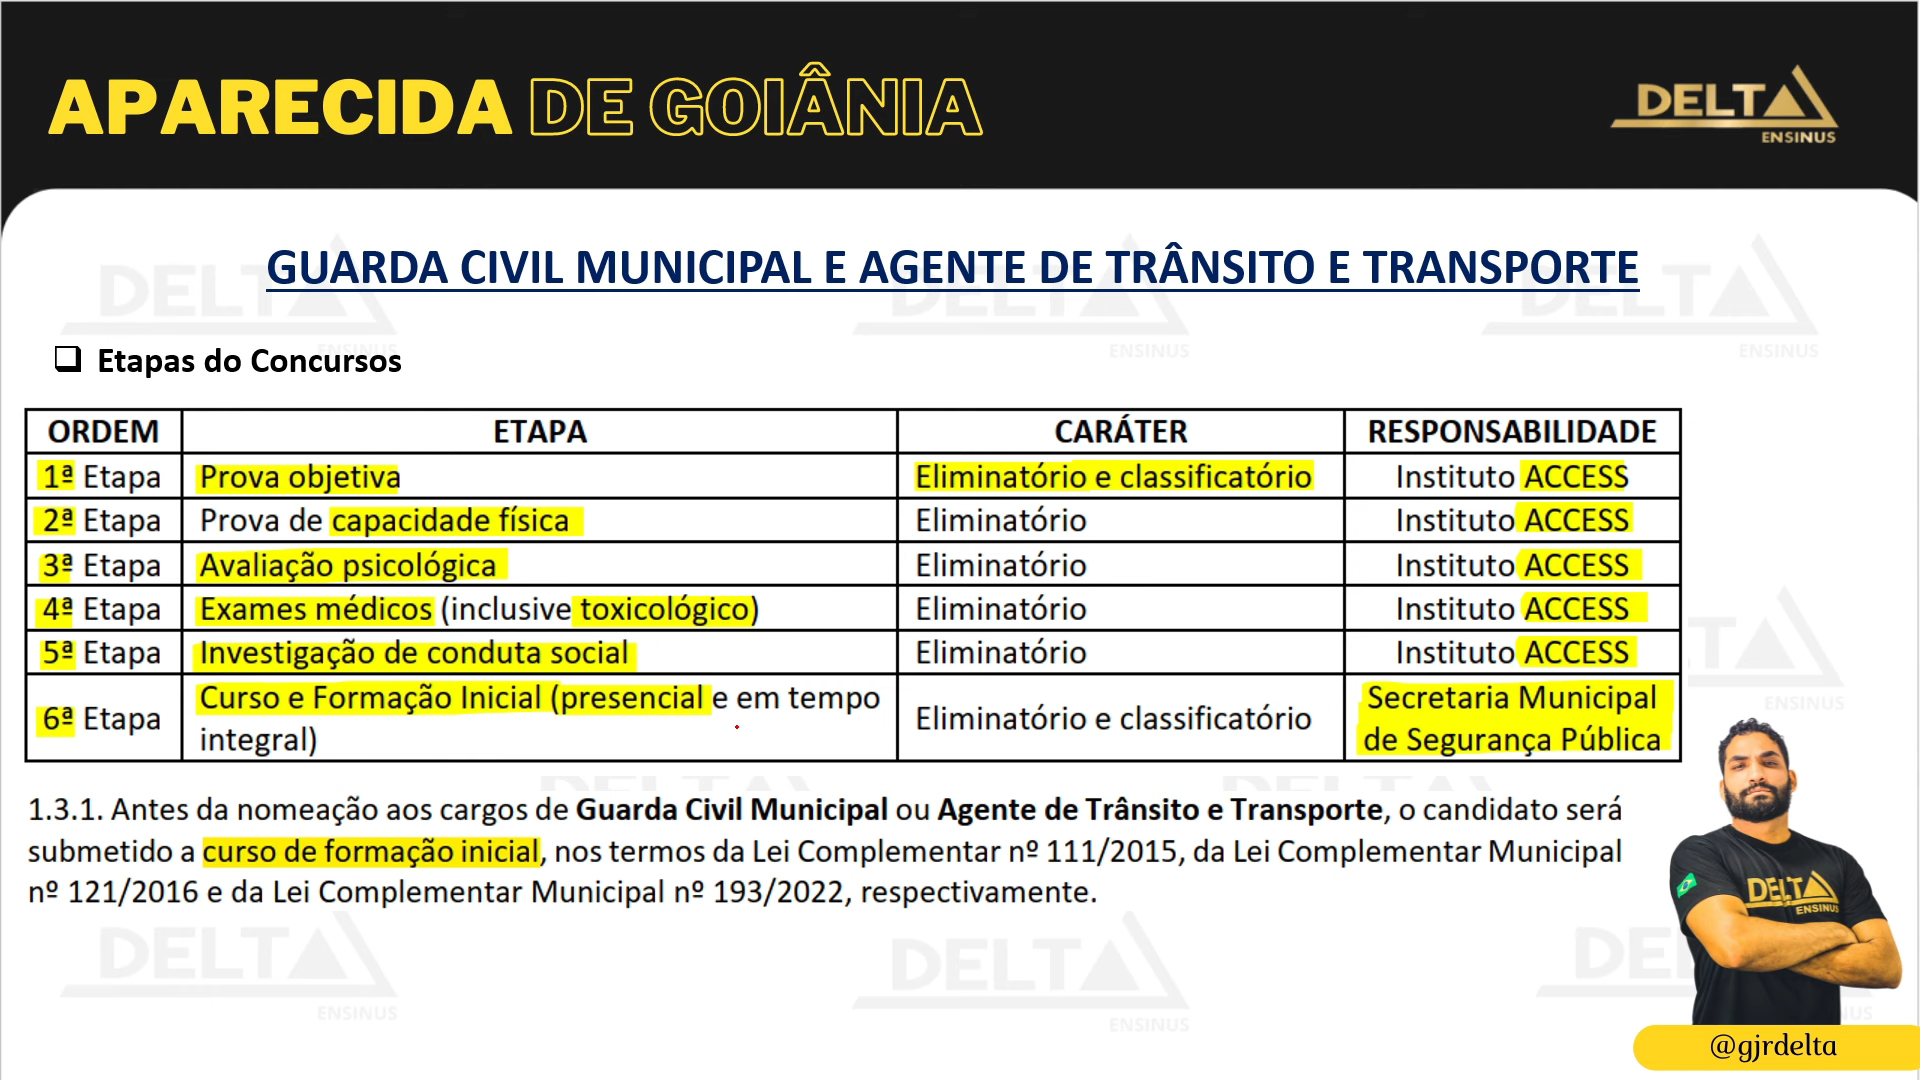 APARECIDA DE GOIÂNIA
DELTA
ENSINUS
GUARDA CIVIL MUNICIPAL E AGENTE DE TRÂNSITO E TRANSPORTE
Etapas do Concursos
ORDEM ETAPA CARÁTER RESPONSABILIDADE
1ª Etapa Prova objetiva Eliminatório e classificatório Instituto ACCESS
2ª Etapa Prova de capacidade física Eliminatório Instituto ACCESS
3ª Etapa Avaliação psicológica Eliminatório Instituto ACCESS
4ª Etapa Exames médicos (inclusive toxicológico) Eliminatório Instituto ACCESS
5ª Etapa Investigação de conduta social Eliminatório Instituto ACCESS
6ª Etapa Curso e Formação Inicial (presencial e em tempo
integral) Eliminatório e classificatório Secretaria Municipal
de Segurança Pública
1.3.1. Antes da nomeação aos cargos de Guarda Civil Municipal ou Agente de Trânsito e Transporte, o candidato será
submetido a curso de formação inicial, nos termos da Lei Complementar nº 111/2015, da Lei Complementar Municipal
nº 121/2016 e da Lei Complementar Municipal nº 193/2022, respectivamente.
DELTA
ENSINUS
@gjrdelta